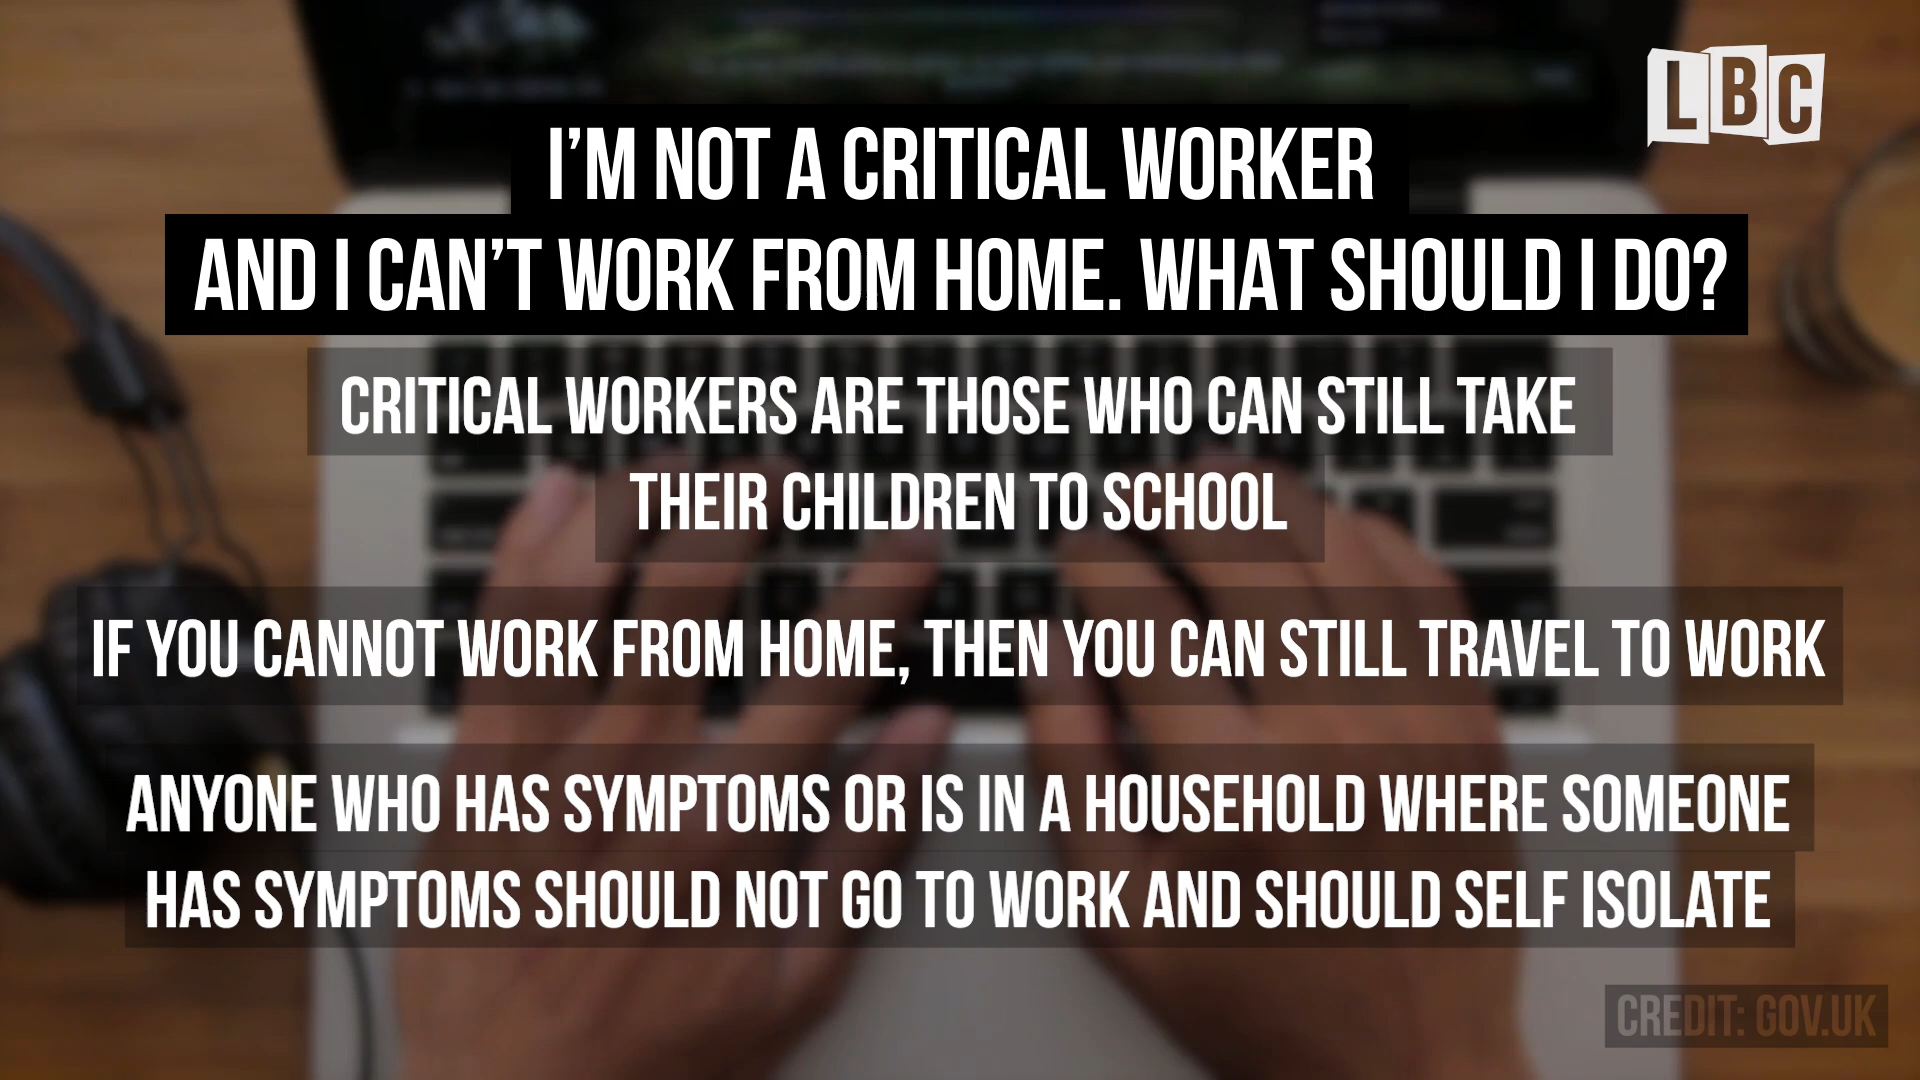 LBC
I'M NOT A CRITICAL WORKER
AND I CAN'T WORK FROM HOME. WHAT SHOULD I DO?
CRITICAL WORKERS ARE THOSE WHO CAN STILL TAKE
THEIR CHILDREN TO SCHOOL
IF YOU CANNOT WORK FROM HOME, THEN YOU CAN STILL TRAVEL TO WORK
ANYONE WHO HAS SYMPTOMS OR IS IN A HOUSEHOLD WHERE SOMEONE
HAS SYMPTOMS SHOULD NOT GO TO WORK AND SHOULD SELF ISOLATE
CREDIT: GOV.UK